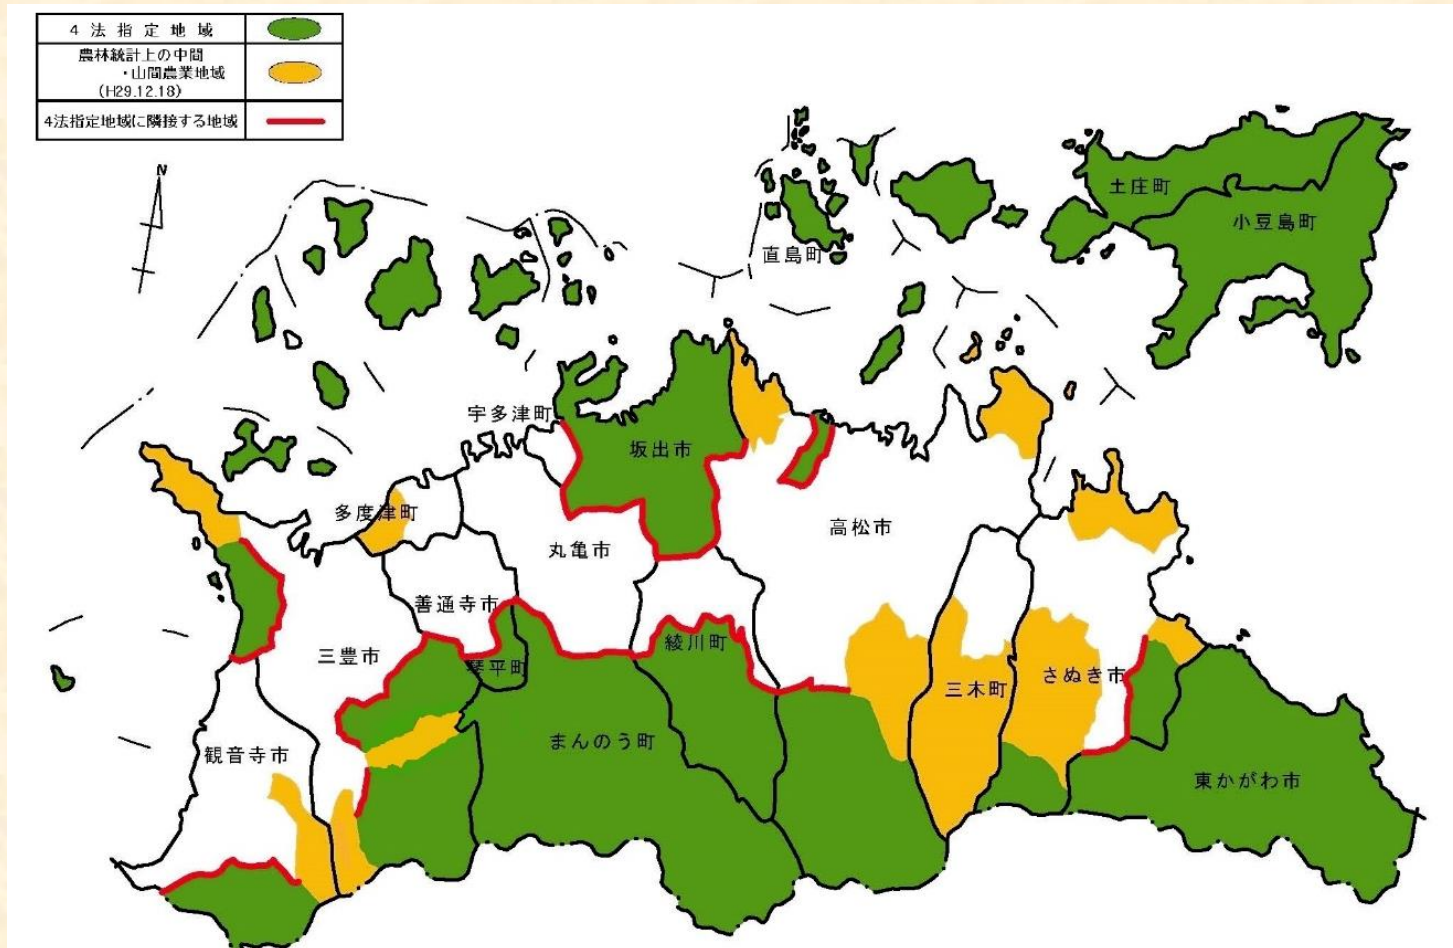 4 法 指 定 地 域
農林統計上の中間
・山間農業地域
(H29.12.18)
4法指定地域に隣接する地域
N
土庄町
小豆島町
直島町
宇多津町
坂出市
多度津町
高松市
丸亀市
善通寺市
綾川町
三豊市
琴平町
さぬき市
三木町
まんのう町
観音寺市
東かがわ市